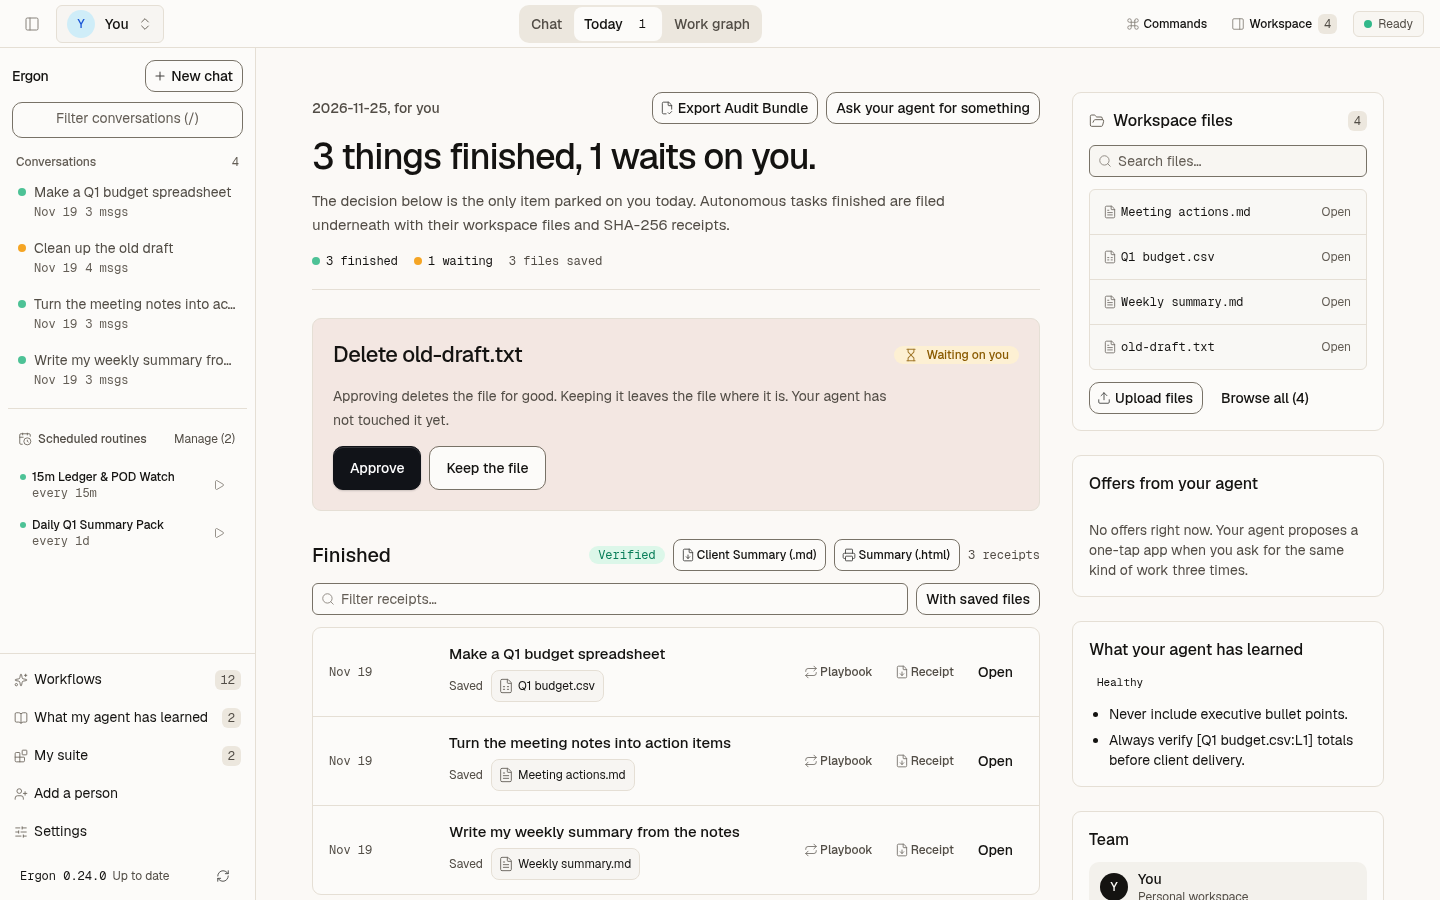 Y You
Chat
Today 1
Work graph
Commands
Workspace 4
Ready
Ergon
New chat
Filter conversations (/)
Conversations 4
Make a Q1 budget spreadsheet
Nov 19 3 msgs
Clean up the old draft
Nov 19 4 msgs
Turn the meeting notes into ac…
Nov 19 3 msgs
Write my weekly summary fro…
Nov 19 3 msgs
Scheduled routines Manage (2)
15m Ledger & POD Watch
every 15m
Daily Q1 Summary Pack
every 1d
Workflows 12
What my agent has learned 2
My suite 2
Add a person
Settings
Ergon 0.24.0 Up to date
2026-11-25, for you
Export Audit Bundle
Ask your agent for something
3 things finished, 1 waits on you.
The decision below is the only item parked on you today. Autonomous tasks finished are filed
underneath with their workspace files and SHA-256 receipts.
3 finished 1 waiting 3 files saved
Delete old-draft.txt
Waiting on you
Approving deletes the file for good. Keeping it leaves the file where it is. Your agent has
not touched it yet.
Approve
Keep the file
Finished
Verified
Client Summary (.md)
Summary (.html)
3 receipts
Filter receipts…
With saved files
Nov 19
Make a Q1 budget spreadsheet
Saved Q1 budget.csv
Playbook Receipt Open
Nov 19
Turn the meeting notes into action items
Saved Meeting actions.md
Playbook Receipt Open
Nov 19
Write my weekly summary from the notes
Saved Weekly summary.md
Playbook Receipt Open
Workspace files 4
Search files…
Meeting actions.md Open
Q1 budget.csv Open
Weekly summary.md Open
old-draft.txt Open
Upload files
Browse all (4)
Offers from your agent
No offers right now. Your agent proposes a
one-tap app when you ask for the same
kind of work three times.
What your agent has learned
Healthy
Never include executive bullet points.
Always verify [Q1 budget.csv:L1] totals
before client delivery.
Team
Y You
Personal workspace